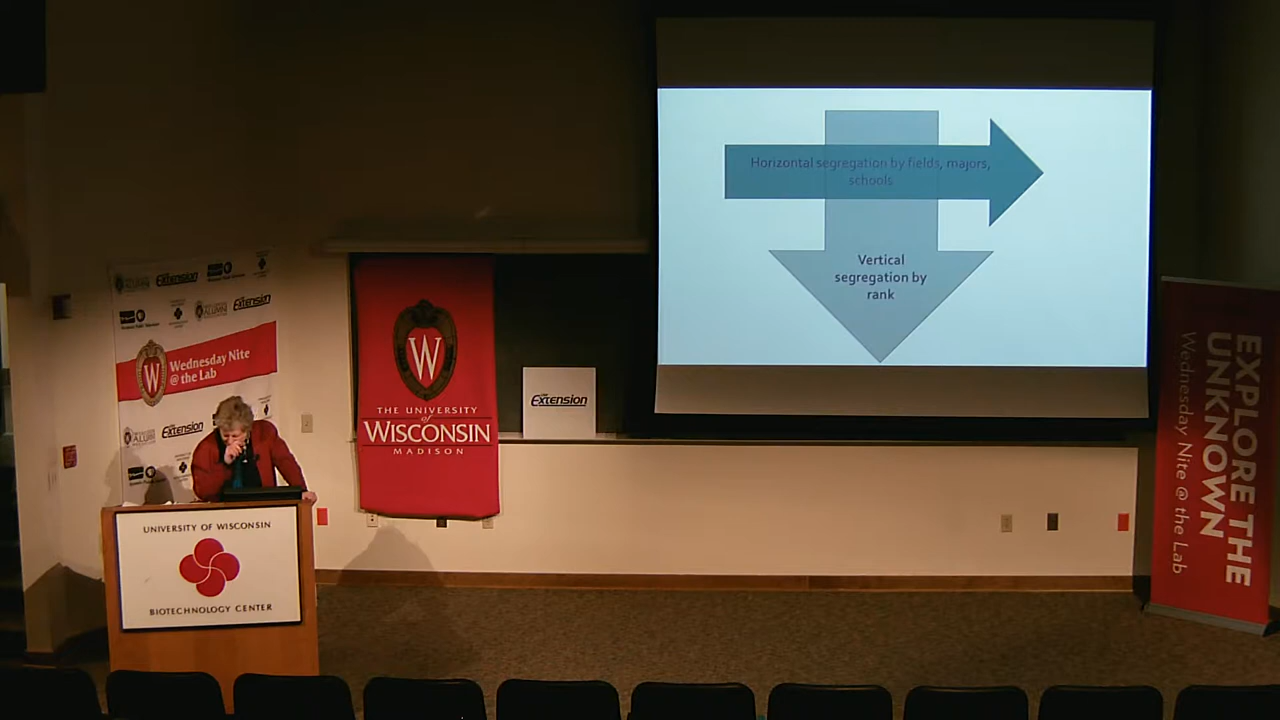 Horizontal segregation by fields, majors,
schools
Vertical
segregation by
rank
Extension
Extension
Wednesday Nite
@ the Lab
Extension
W
THE UNIVERSITY
of
WISCONSIN
MADISON
Extension
UNIVERSITY OF WISCONSIN
BIOTECHNOLOGY CENTER
EXPLORE THE
UNKNOWN
Wednesday Nite @ the Lab